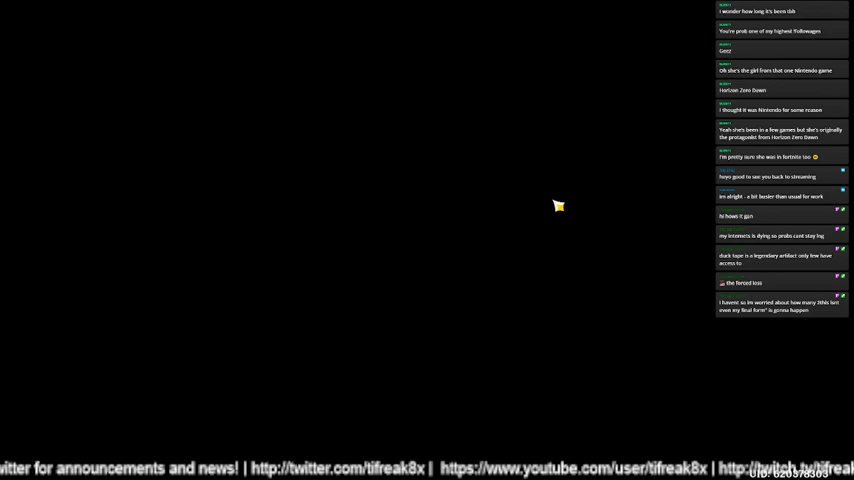 I wonder how long it's been tbh
You're prob one of my highest !followages
Geez
Oh she's the girl from that one Nintendo game
Horizon Zero Dawn
I thought it was Nintendo for some reason
Yeah she's been in a few games but she's originally
the protagonist from Horizon Zero Dawn
I'm pretty sure she was in fortnite too
heyo good to see you back to streaming
im alright - a bit busier than usual for work
hi hows it gan
my internets is dying so probs cant stay lng
duck tape is a legendary artifact only few have
access to
the forced loss
i havent so im worried about how many 2this isnt
even my final form" is gonna happen
witter for announcements and news! | http://twitter.com/tifreak8x | https://www.youtube.com/user/tifreak8x | http://twitch.tv/tifreak
UID: 620378303